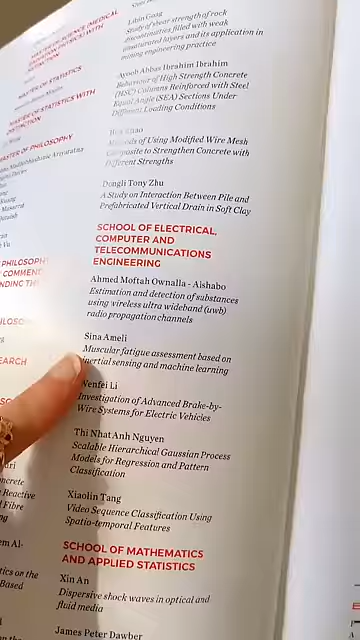 MASTER OF STATISTICS
MASTER OF STATISTICS WITH
DISTINCTION
MASTER OF PHILOSOPHY
Libin Gong
Study of shear strength of rock
discontinuities filled with weak
unsaturated layers and its application in
mining engineering practice
Ayoob Abbas Ibrahim Ibrahim
Behaviour of High Strength Concrete
(HSC) Columns Reinforced with Steel
Equal Angle (SEA) Sections Under
Different Loading Conditions
of Using Modified Wire Mesh
Composite to Strengthen Concrete with
Different Strengths
Dongli Tony Zhu
A Study on Interaction Between Pile and
Prefabricated Vertical Drain in Soft Clay
SCHOOL OF ELECTRICAL,
COMPUTER AND
TELECOMMUNICATIONS
ENGINEERING
Ahmed Moftah Ownalla - Alshabo
Estimation and detection of substances
using wireless ultra wideband (uwb)
radio propagation channels
Sina Ameli
Muscular fatigue assessment based on
inertial sensing and machine learning
Wenfei Li
Investigation of Advanced Brake-by-
Wire Systems for Electric Vehicles
Thi Nhat Anh Nguyen
Scalable Hierarchical Gaussian Process
Models for Regression and Pattern
Classification
Xiaolin Tang
Video Sequence Classification Using
Spatio-temporal Features
SCHOOL OF MATHEMATICS
AND APPLIED STATISTICS
Xin An
Dispersive shock waves in optical and
fluid media
James Peter Dawber